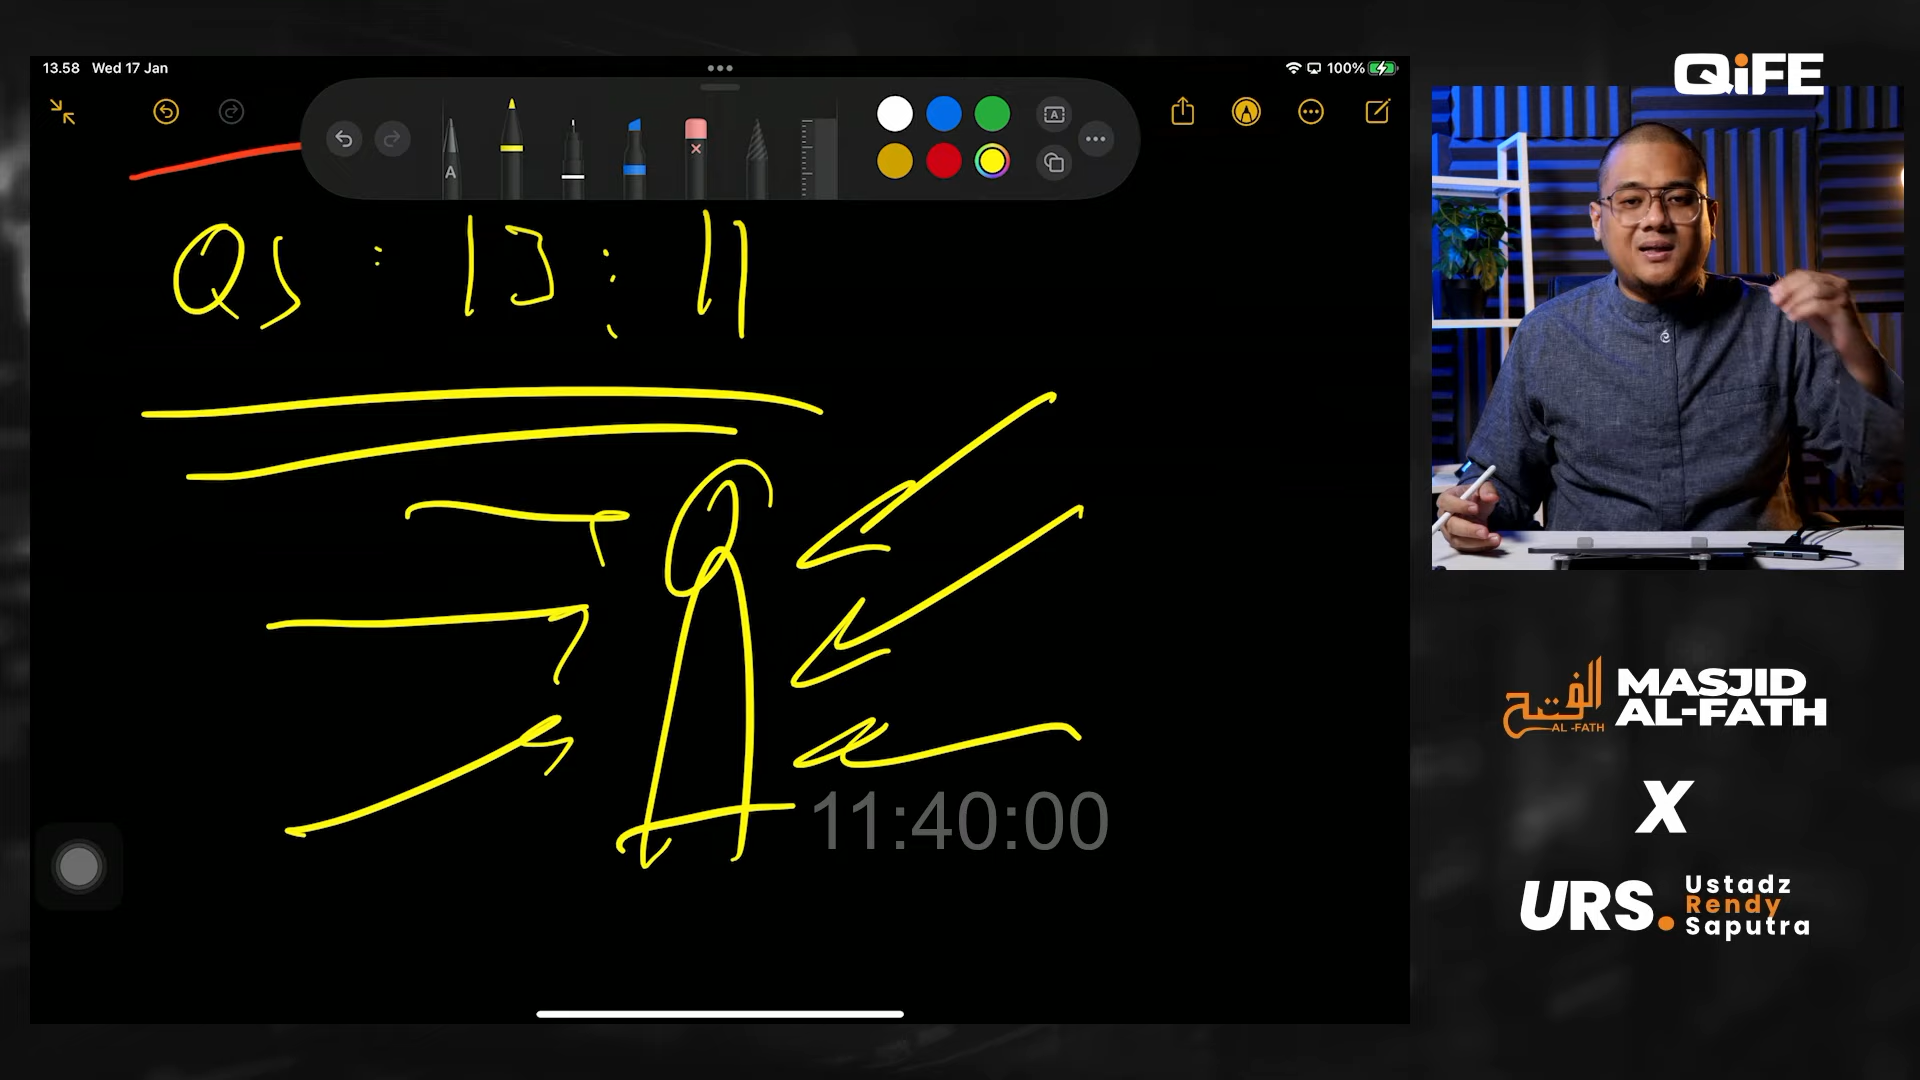 QiFE
13.58 Wed 17 Jan
100%
A
A
QS : 13 : 11
11:40:00
الفتح
AL-FATH
MASJID
AL-FATH
X
URS.
Ustadz
Rendy
Saputra